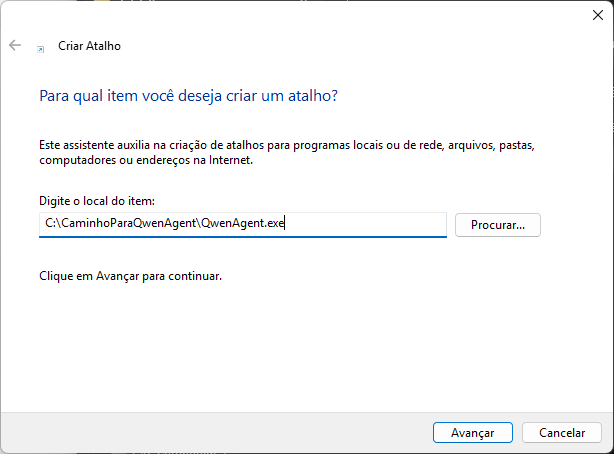 Criar Atalho
Para qual item você deseja criar um atalho?
Este assistente auxilia na criação de atalhos para programas locais ou de rede, arquivos, pastas,
computadores ou endereços na Internet.
Digite o local do item:
C:\CaminhoParaQwenAgent\QwenAgent.exe
Procurar...
Clique em Avançar para continuar.
Avançar
Cancelar